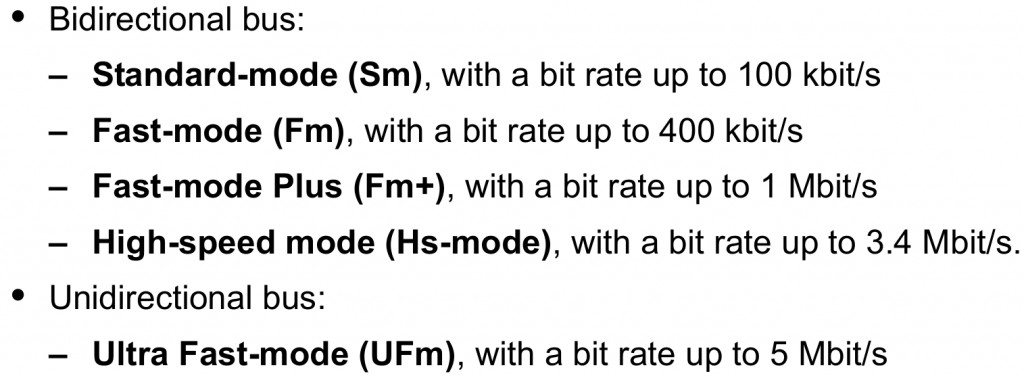 • Bidirectional bus:
– Standard-mode (Sm), with a bit rate up to 100 kbit/s
– Fast-mode (Fm), with a bit rate up to 400 kbit/s
– Fast-mode Plus (Fm+), with a bit rate up to 1 Mbit/s
– High-speed mode (Hs-mode), with a bit rate up to 3.4 Mbit/s.
• Unidirectional bus:
– Ultra Fast-mode (UFm), with a bit rate up to 5 Mbit/s